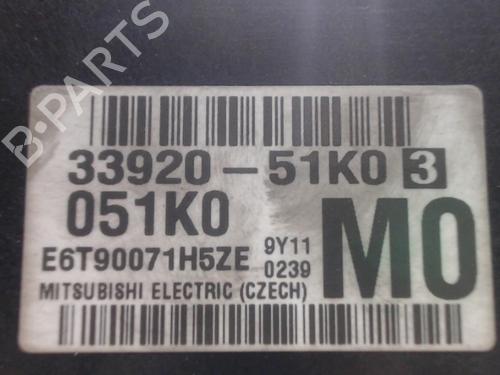 B-PARTS
33920-51K0 3
051K0
M0
E6T90071H5ZE
9Y11
0239
MITSUBISHI ELECTRIC (CZECH)